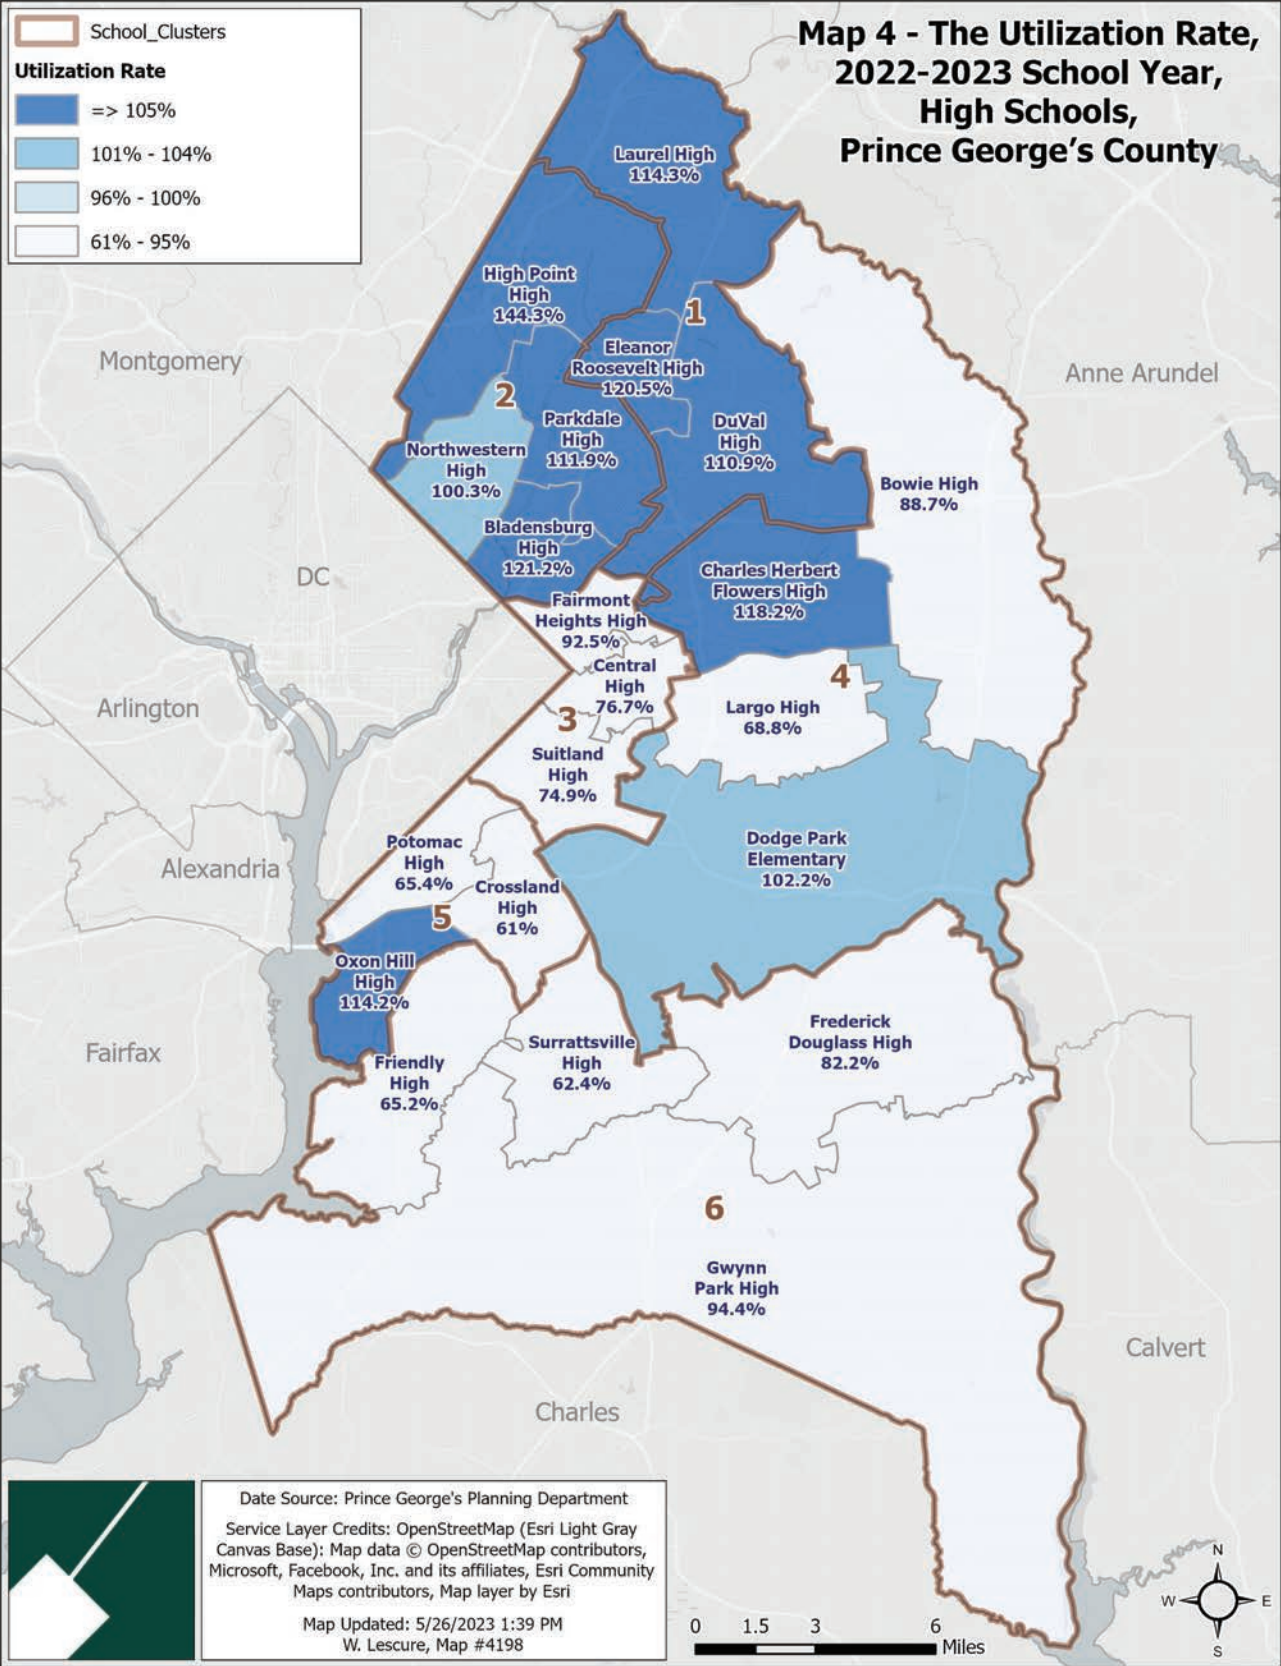 School_Clusters
Utilization Rate
=> 105%
101% - 104%
96% - 100%
61% - 95%
Map 4 - The Utilization Rate,
2022-2023 School Year,
High Schools,
Prince George's County
Laurel High
114.3%
High Point
High
144.3%
1
Eleanor
Roosevelt High
120.5%
Montgomery
Anne Arundel
2
Parkdale
High
111.9%
DuVal
High
110.9%
Northwestern
High
100.3%
Bowie High
88.7%
Bladensburg
High
121.2%
DC
Charles Herbert
Flowers High
118.2%
Fairmont
Heights High
92.5%
Central
High
76.7%
4
Largo High
68.8%
Arlington
3
Suitland
High
74.9%
Potomac
High
65.4%
Alexandria
Crossland
High
61%
Dodge Park
Elementary
102.2%
5
Oxon Hill
High
114.2%
Fairfax
Friendly
High
65.2%
Surrattsville
High
62.4%
Frederick
Douglass High
82.2%
6
Gwynn
Park High
94.4%
Calvert
Charles
Date Source: Prince George's Planning Department
Service Layer Credits: OpenStreetMap (Esri Light Gray
Canvas Base): Map data © OpenStreetMap contributors,
Microsoft, Facebook, Inc. and its affiliates, Esri Community
Maps contributors, Map layer by Esri
Map Updated: 5/26/2023 1:39 PM
W. Lescure, Map #4198
0 1.5 3 6
Miles
N
W E
S